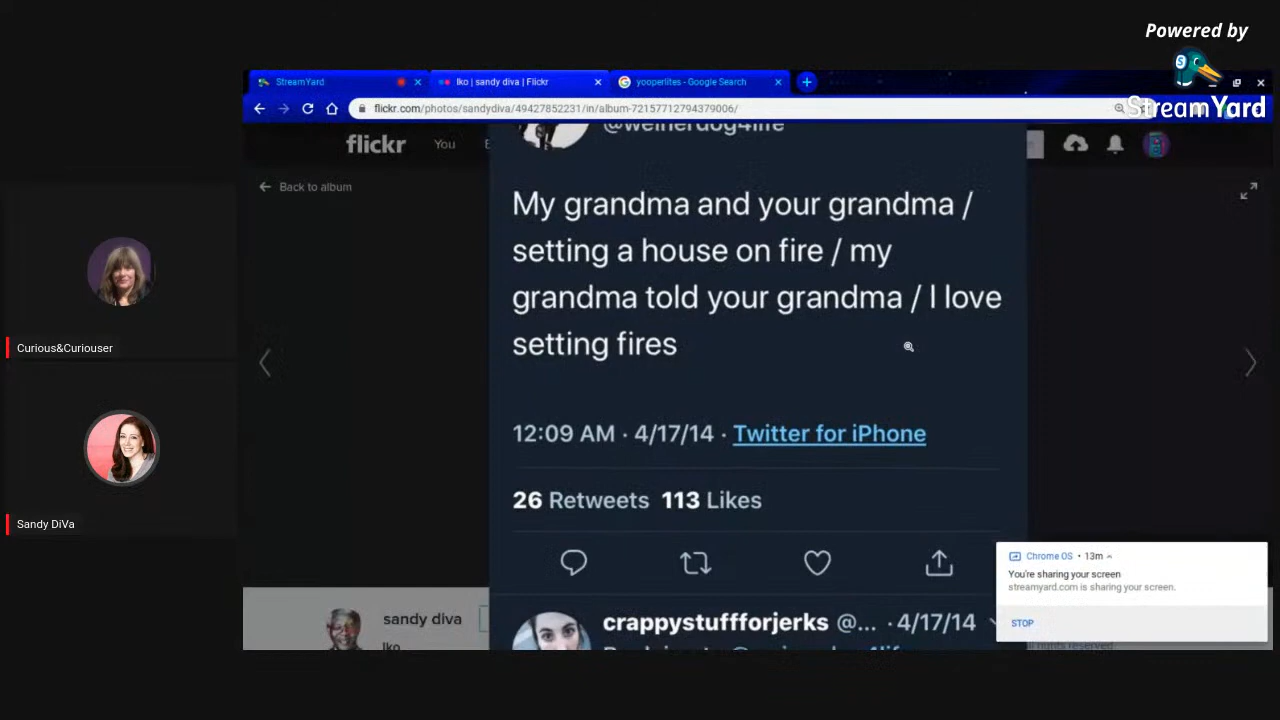 Powered by
StreamYard
StreamYard
Iko | sandy diva | Flickr
yooperlites - Google Search
flickr.com/photos/sandydiva/49427852231/in/album-72157712794379006/
@weinerdog4life
flickr
You
Back to album
My grandma and your grandma /
setting a house on fire / my
grandma told your grandma / I love
setting fires
12:09 AM · 4/17/14 · Twitter for iPhone
26 Retweets 113 Likes
crappystuffforjerks @... · 4/17/14
Curious&Curiouser
Sandy DiVa
sandy diva
Iko
Chrome OS • 13m
You're sharing your screen
streamyard.com is sharing your screen.
STOP